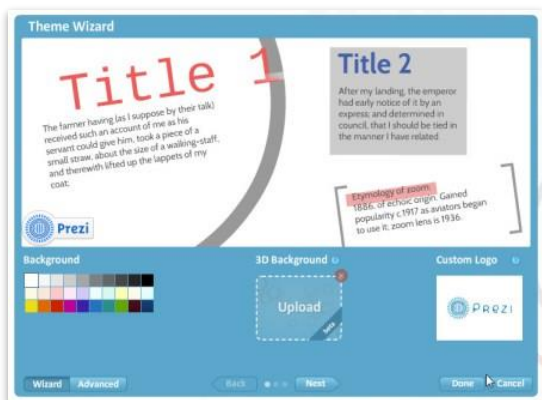 Theme Wizard
Title 1
The farmer having (as I suppose by their talk)
received such an account of me as his
servant could give him, took a piece of a
small straw, about the size of a walking-staff,
and therewith lifted up the lappets of my
coat;
Title 2
After my landing, the emperor
had early notice of it by an
express; and determined in
council, that I should be tied in
the manner I have related.
Etymology of zoom:
1886, of echoic origin. Gained
popularity c.1917 as aviators began
to use it; zoom lens is 1936.
Prezi
Background
3D Background
Custom Logo
Upload
beta
PREZI
Wizard
Advanced
Back
Next
Done
Cancel